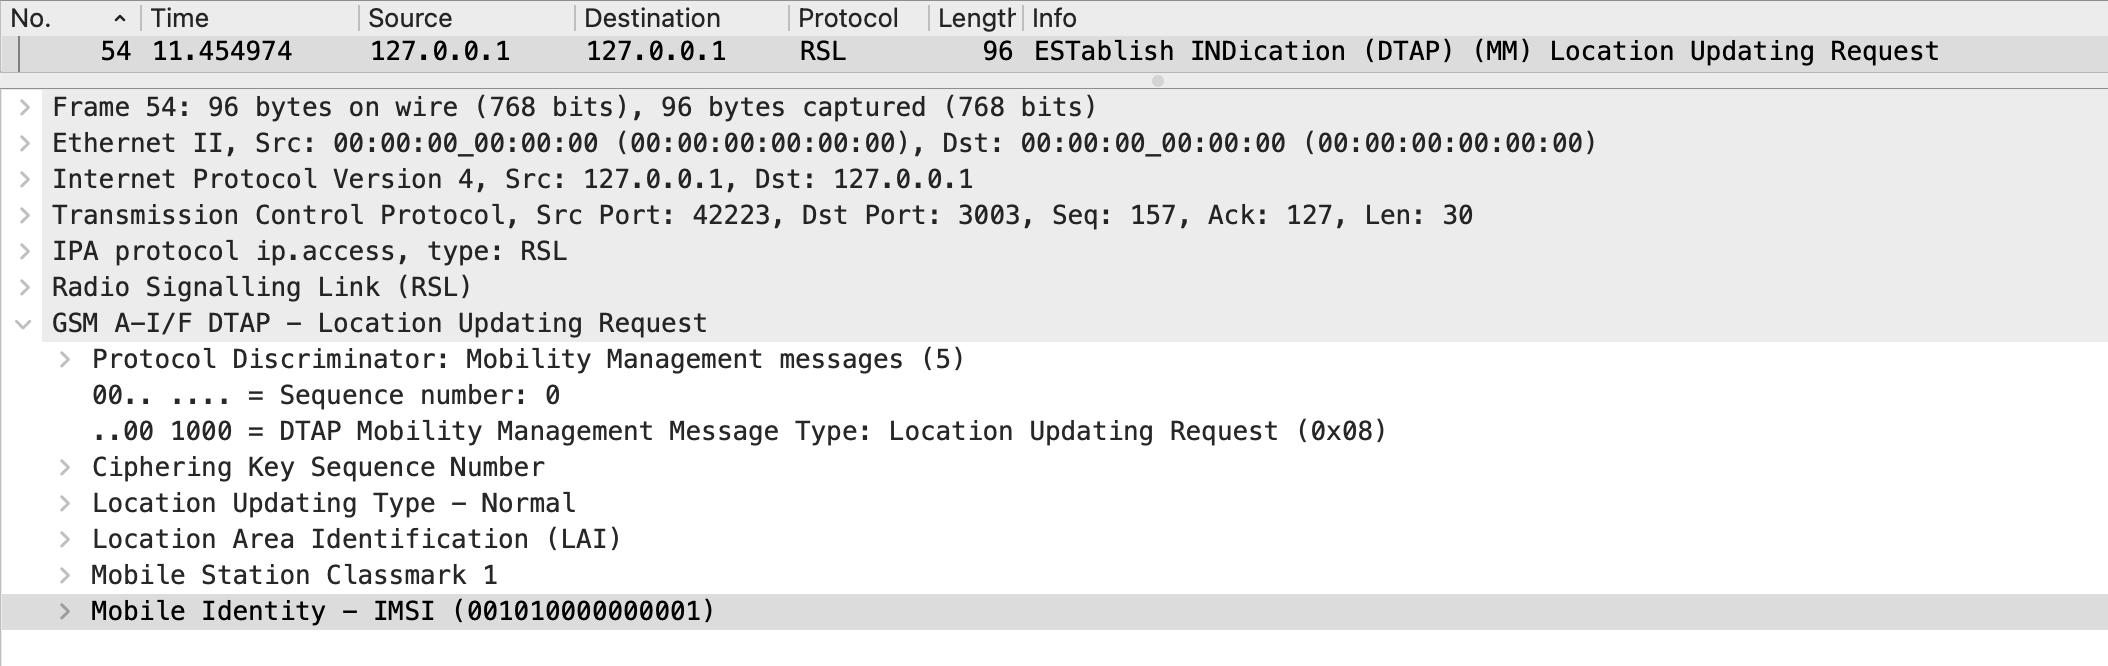 No. Time Source Destination Protocol Length Info
54 11.454974 127.0.0.1 127.0.0.1 RSL 96 ESTablish INDication (DTAP) (MM) Location Updating Request
Frame 54: 96 bytes on wire (768 bits), 96 bytes captured (768 bits)
Ethernet II, Src: 00:00:00_00:00:00 (00:00:00:00:00:00), Dst: 00:00:00_00:00:00 (00:00:00:00:00:00)
Internet Protocol Version 4, Src: 127.0.0.1, Dst: 127.0.0.1
Transmission Control Protocol, Src Port: 42223, Dst Port: 3003, Seq: 157, Ack: 127, Len: 30
IPA protocol ip.access, type: RSL
Radio Signalling Link (RSL)
GSM A-I/F DTAP - Location Updating Request
Protocol Discriminator: Mobility Management messages (5)
00.. .... = Sequence number: 0
..00 1000 = DTAP Mobility Management Message Type: Location Updating Request (0x08)
Ciphering Key Sequence Number
Location Updating Type - Normal
Location Area Identification (LAI)
Mobile Station Classmark 1
Mobile Identity - IMSI (001010000000001)